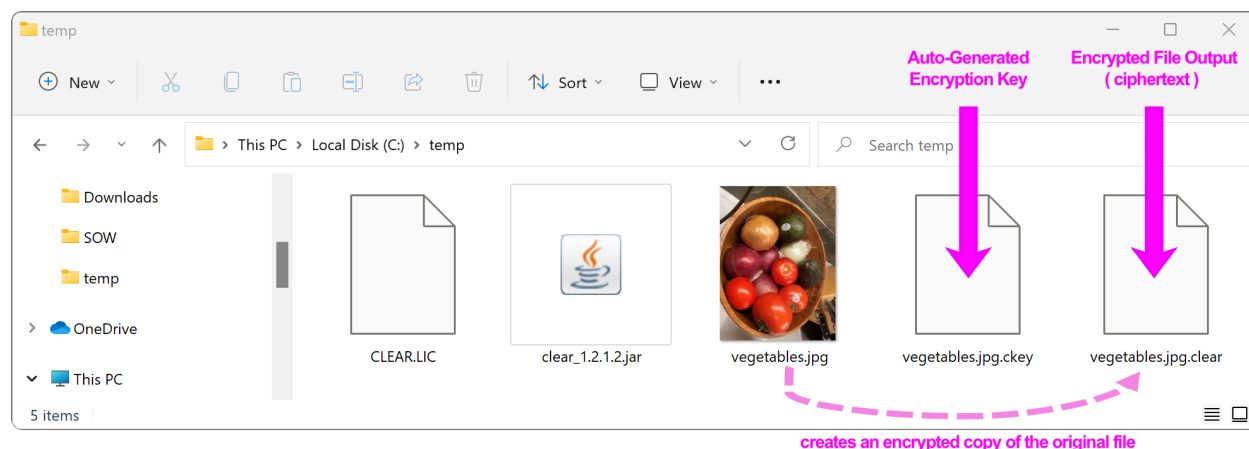 temp
Auto-Generated
Encryption Key
Encrypted File Output
( ciphertext )
New
Sort
View
This PC > Local Disk (C:) > temp
Search temp
Downloads
SOW
temp
OneDrive
This PC
CLEAR.LIC
clear_1.2.1.2.jar
vegetables.jpg
vegetables.jpg.ckey
vegetables.jpg.clear
5 items
creates an encrypted copy of the original file